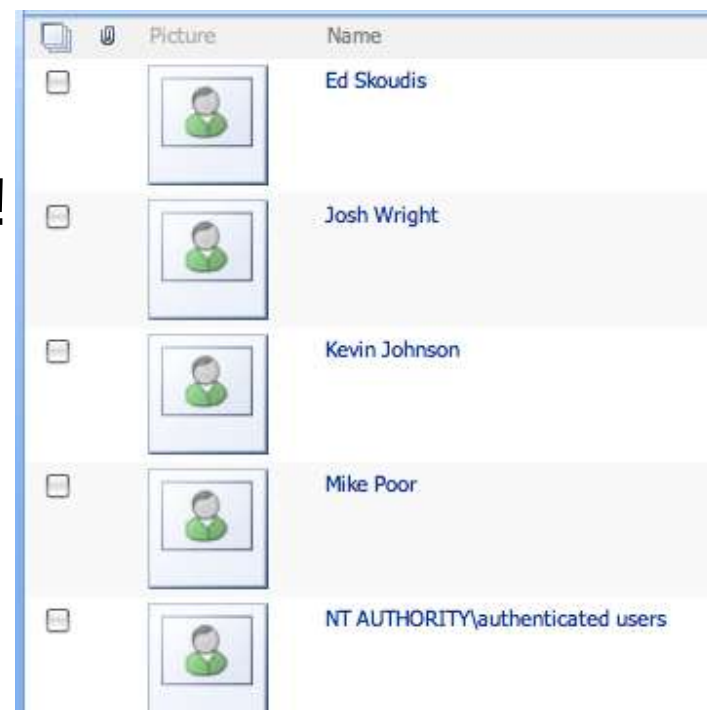 Picture Name
Ed Skoudis
!
Josh Wright
Kevin Johnson
Mike Poor
NT AUTHORITY\authenticated users